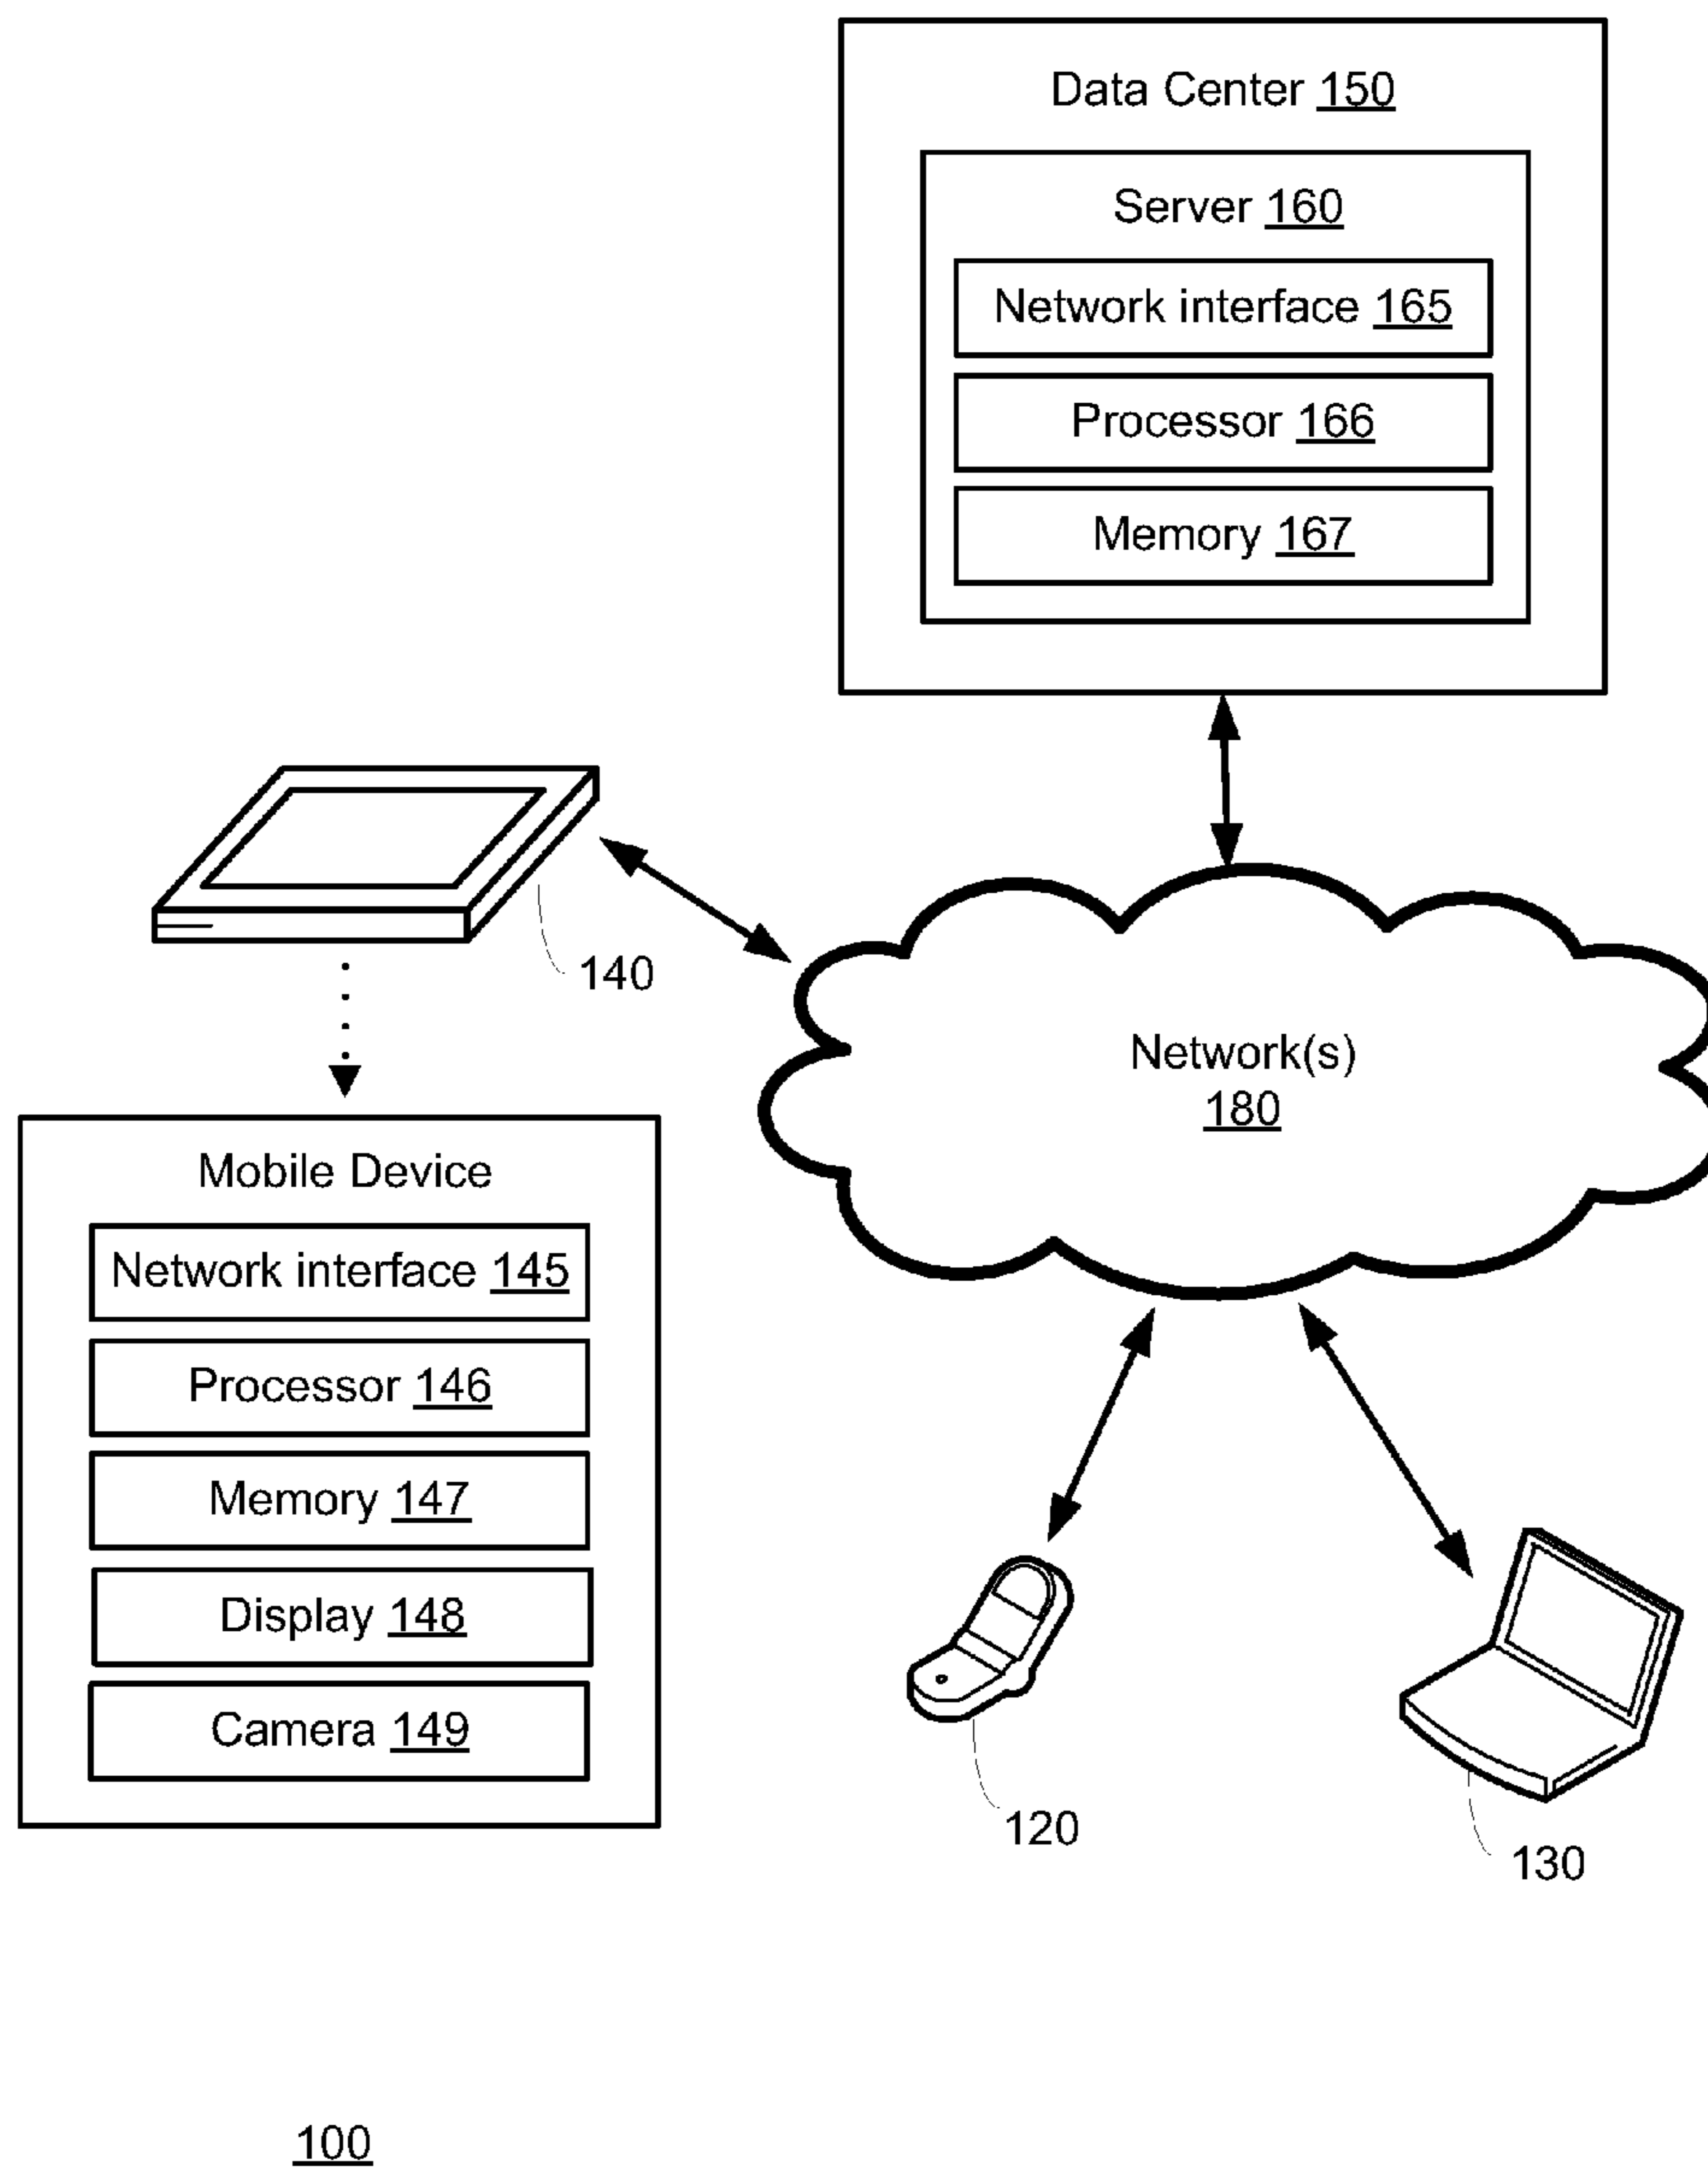 Data Center 150
Server 160
Network interface 165
Processor 166
Memory 167
140
Network(s)
180
Mobile Device
Network interface 145
Processor 146
Memory 147
Display 148
Camera 149
120
130
100